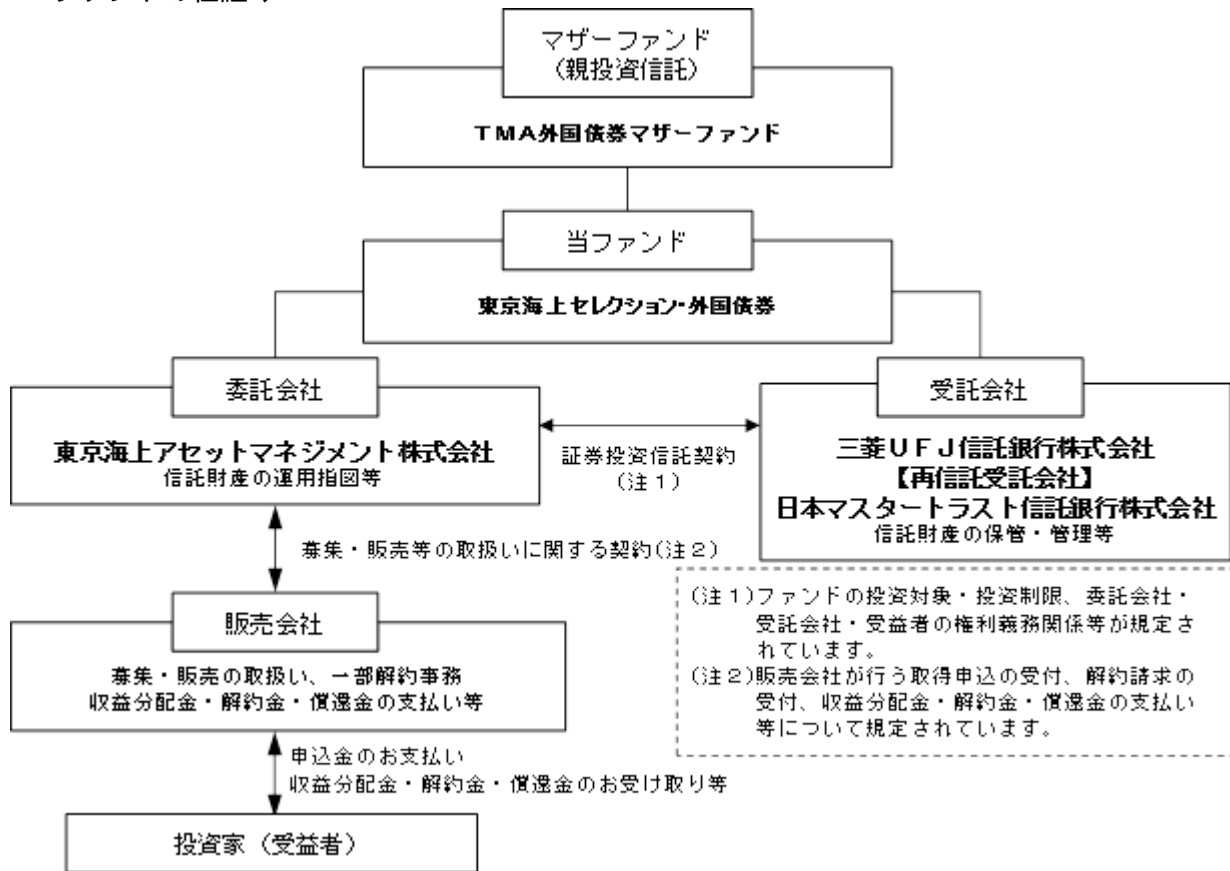 マザーファンド
(親投資信託)
TMA外国債券マザーファンド
当ファンド
東京海上セレクション・外国債券
委託会社
東京海上アセットマネジメント株式会社
信託財産の運用指図等
証券投資信託契約
(注1)
受託会社
三菱UFJ信託銀行株式会社
【再信託受託会社】
日本マスタートラスト信託銀行株式会社
信託財産の保管・管理等
募集・販売等の取扱いに関する契約(注2)
(注1)ファンドの投資対象・投資制限、委託会社・
受託会社・受益者の権利義務関係等が規定さ
れています。
(注2)販売会社が行う取得申込の受付、解約請求の
受付、収益分配金・解約金・償還金の支払い
等について規定されています。
販売会社
募集・販売の取扱い、一部解約事務
収益分配金・解約金・償還金の支払い等
申込金のお支払い
収益分配金・解約金・償還金のお受け取り等
投資家(受益者)